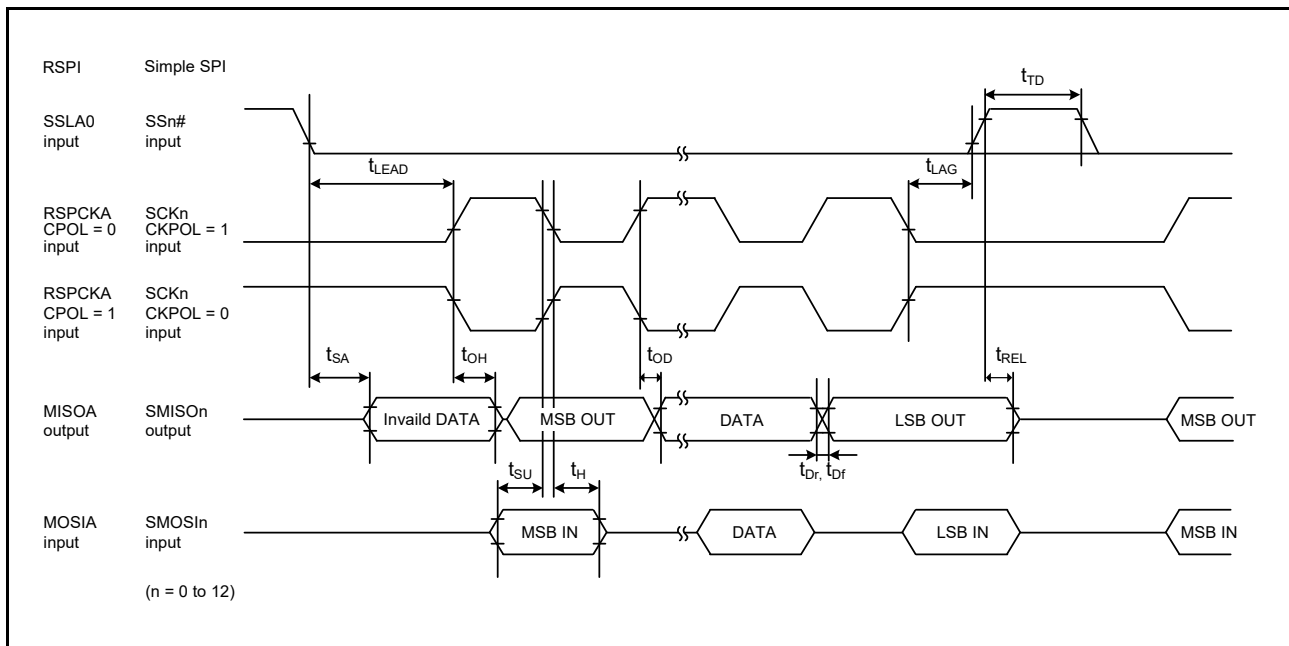 RSPI Simple SPI
tTD
SSLA0 SSn#
input input
tLEAD tLAG
RSPCKA SCKn
CPOL = 0 CKPOL = 1
input input
RSPCKA SCKn
CPOL = 1 CKPOL = 0
input input
tSA tOH tOD tREL
MISOA SMISOn
output output
Invaild DATA MSB OUT DATA LSB OUT MSB OUT
tSU tH tDr, tDf
MOSIA SMOSIn
input input
MSB IN DATA LSB IN MSB IN
(n = 0 to 12)